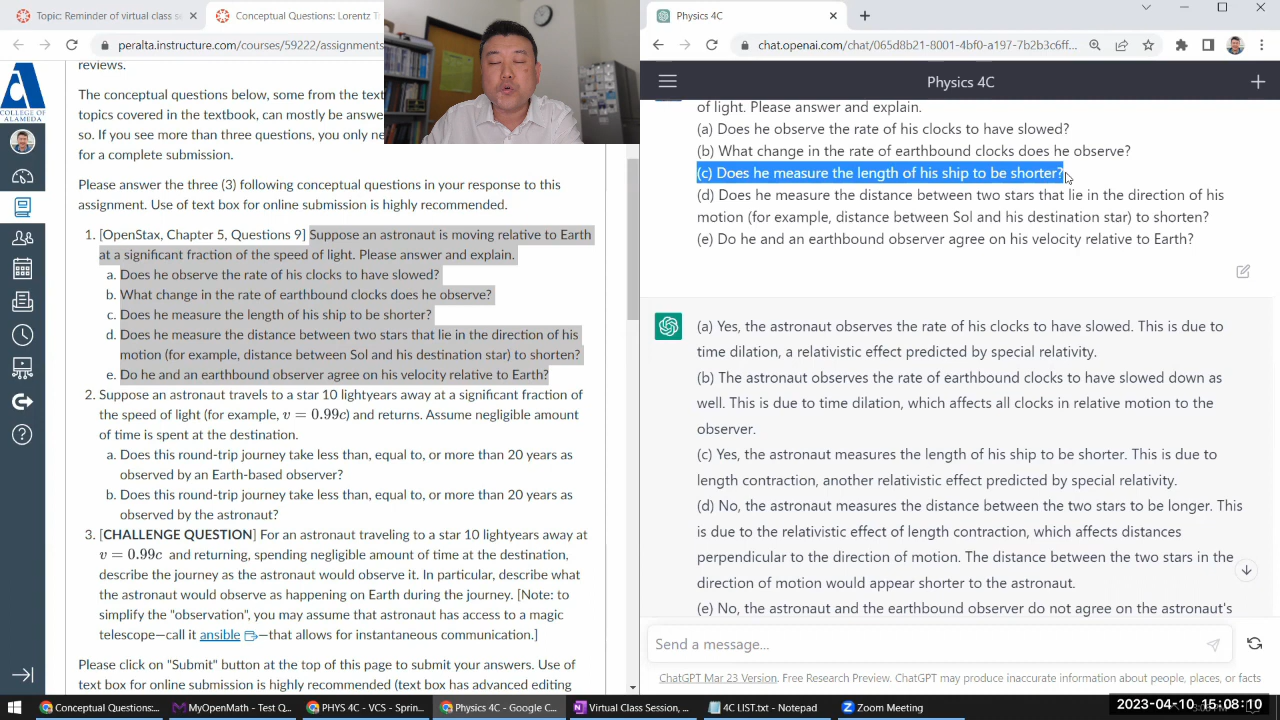 Topic Reminder of various class
Conceptual Questions: Lorentz T
peralta.instructure.com/courses/59222/assignments
COLLEGE OF
ALAMEDA
reviews.
The conceptual questions below, some from the text
topics covered in the textbook, can mostly be answe
so. If you see more than three questions, you only ne
for a complete submission.
Please answer the three (3) following conceptual questions in your response to this
assignment. Use of text box for online submission is highly recommended.
1. [OpenStax, Chapter 5, Questions 9] Suppose an astronaut is moving relative to Earth
at a significant fraction of the speed of light. Please answer and explain.
a. Does he observe the rate of his clocks to have slowed?
b. What change in the rate of earthbound clocks does he observe?
c. Does he measure the length of his ship to be shorter?
d. Does he measure the distance between two stars that lie in the direction of his
motion (for example, distance between Sol and his destination star) to shorten?
e. Do he and an earthbound observer agree on his velocity relative to Earth?
2. Suppose an astronaut travels to a star 10 lightyears away at a significant fraction of
the speed of light (for example, v = 0.99c) and returns. Assume negligible amount
of time is spent at the destination.
a. Does this round-trip journey take less than, equal to, or more than 20 years as
observed by an Earth-based observer?
b. Does this round-trip journey take less than, equal to, or more than 20 years as
observed by the astronaut?
3. [CHALLENGE QUESTION] For an astronaut traveling to a star 10 lightyears away at
v = 0.99c and returning, spending negligible amount of time at the destination,
describe the journey as the astronaut would observe it. In particular, describe what
the astronaut would observe as happening on Earth during the journey. [Note: to
simplify the "observation", you may assume that astronaut has access to a magic
telescope—call it ansible —that allows for instantaneous communication.]
Please click on "Submit" button at the top of this page to submit your answers. Use of
text box for online submission is highly recommended (text box has advanced editing
Physics 4C
chat.openai.com/chat/065d8b21-8001-4bf0-a197-7b2b3c6ff...
Physics 4C
of light. Please answer and explain.
(a) Does he observe the rate of his clocks to have slowed?
(b) What change in the rate of earthbound clocks does he observe?
(c) Does he measure the length of his ship to be shorter?
(d) Does he measure the distance between two stars that lie in the direction of his
motion (for example, distance between Sol and his destination star) to shorten?
(e) Do he and an earthbound observer agree on his velocity relative to Earth?
(a) Yes, the astronaut observes the rate of his clocks to have slowed. This is due to
time dilation, a relativistic effect predicted by special relativity.
(b) The astronaut observes the rate of earthbound clocks to have slowed down as
well. This is due to time dilation, which affects all clocks in relative motion to the
observer.
(c) Yes, the astronaut measures the length of his ship to be shorter. This is due to
length contraction, another relativistic effect predicted by special relativity.
(d) No, the astronaut measures the distance between the two stars to be longer. This
is due to the relativistic effect of length contraction, which affects distances
perpendicular to the direction of motion. The distance between the two stars in the
direction of motion would appear shorter to the astronaut.
(e) No, the astronaut and the earthbound observer do not agree on the astronaut's
Send a message...
ChatGPT Mar 23 Version. Free Research Preview. ChatGPT may produce inaccurate information about people, places, or facts
Conceptual Questions:...
MyOpenMath - Goog...
PHYS 4A - VCS - Sprin...
Physics 4C - Google C...
Virtual Class Session, ...
4C LIST.txt - Notepad
Zoom Meeting
2023-04-10 15:08:10